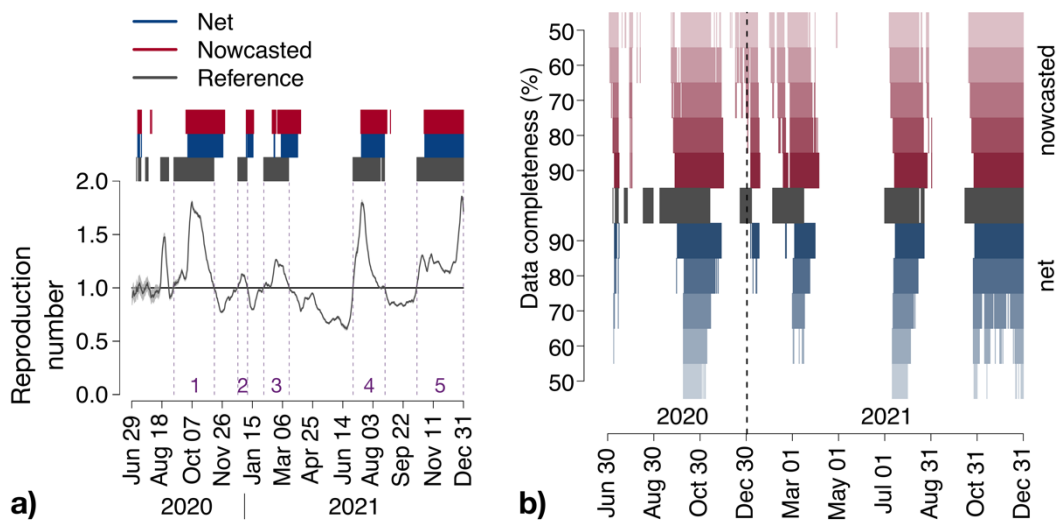 a)
Net
Nowcasted
Reference
Reproduction
number
2.0
1.5
1.0
0.5
0.0
1 2 3 4 5
Jun 29
Aug 18
Oct 07
Nov 26
Jan 15
Mar 06
Apr 25
Jun 14
Aug 03
Sep 22
Nov 11
Dec 31
2020 2021
b)
Data completeness (%)
50
60
70
80
90
90
80
70
60
50
nowcasted
net
2020 2021
Jun 30
Aug 30
Oct 30
Dec 30
Mar 01
May 01
Jul 01
Aug 31
Oct 31
Dec 31